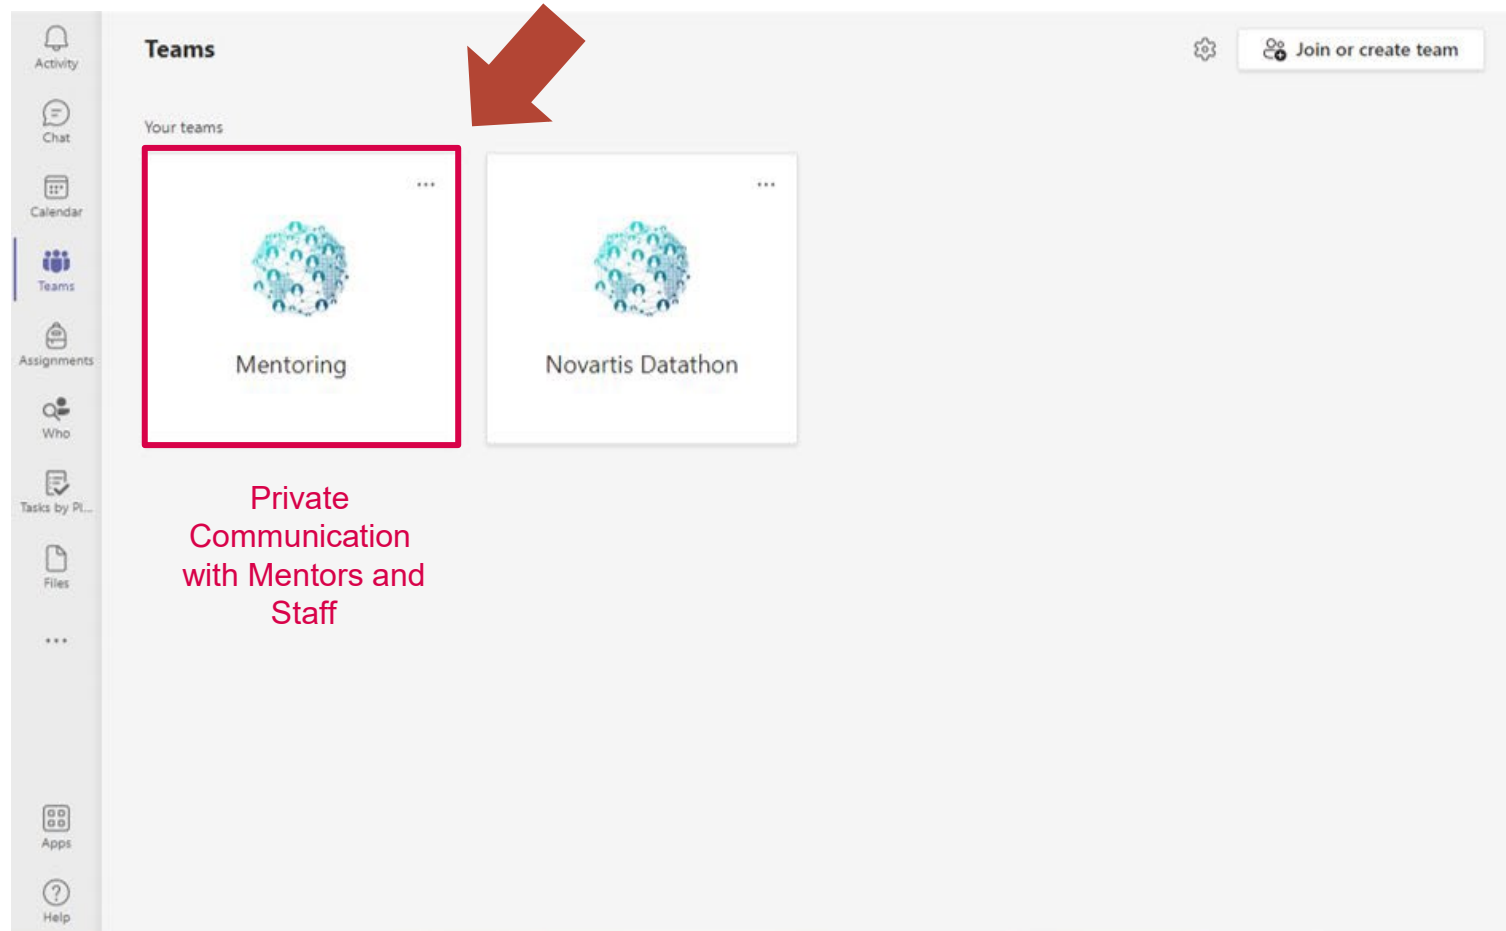 Activity
Chat
Calendar
Teams
Assignments
Who
Tasks by Pl...
Files
Apps
Help
Teams
Join or create team
Your teams
Mentoring
Novartis Datathon
Private
Communication
with Mentors and
Staff